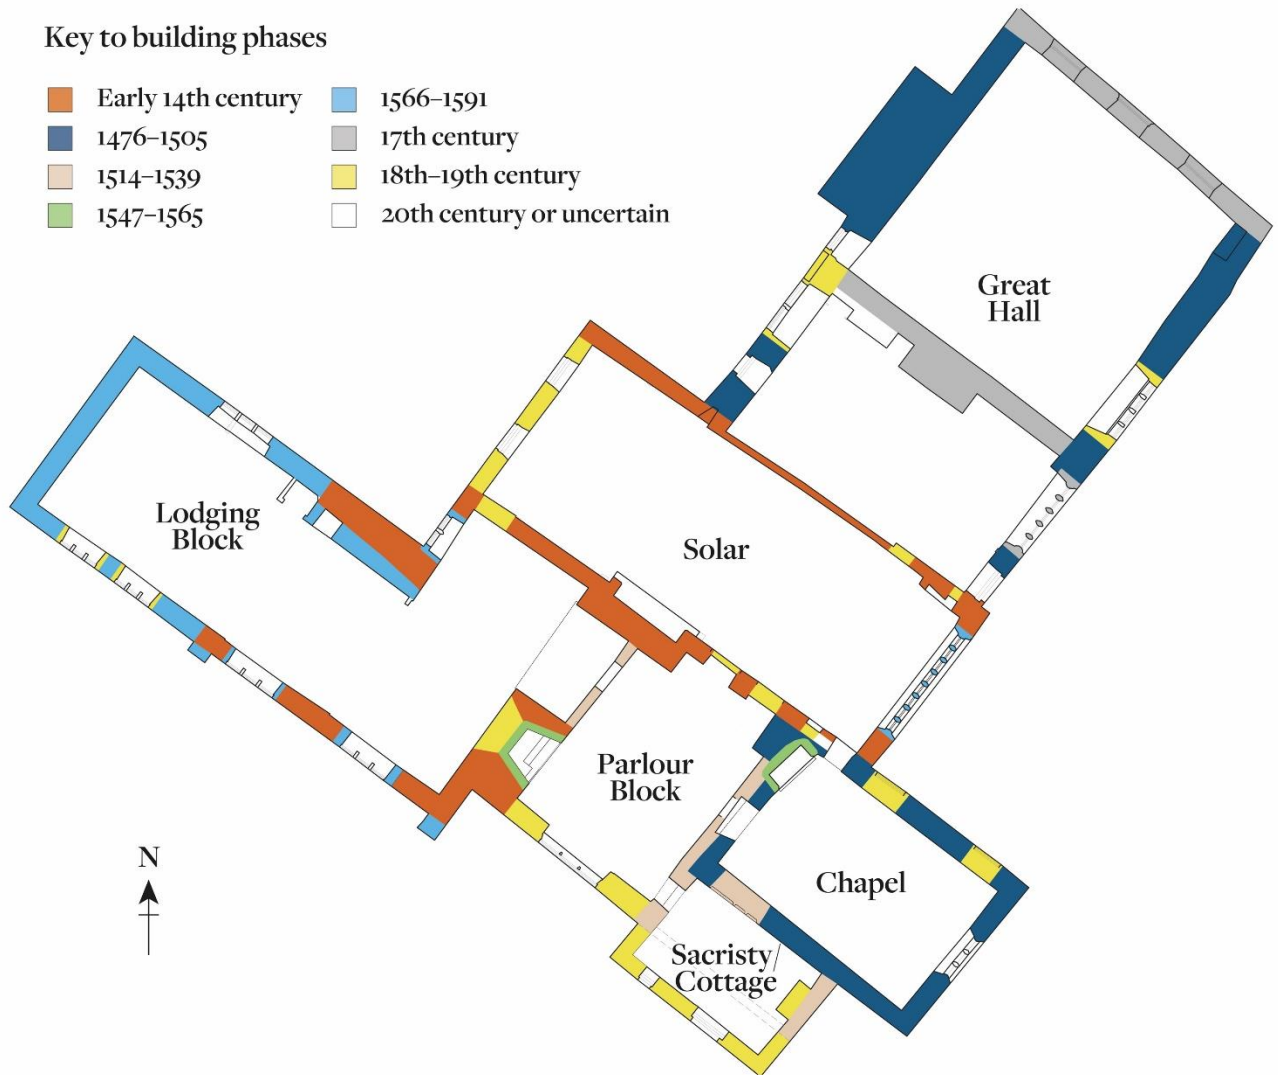 Key to building phases
Early 14th century
1476–1505
1514–1539
1547–1565
1566–1591
17th century
18th–19th century
20th century or uncertain
Great
Hall
Lodging
Block
Solar
Parlour
Block
Chapel
Sacristy
Cottage
N